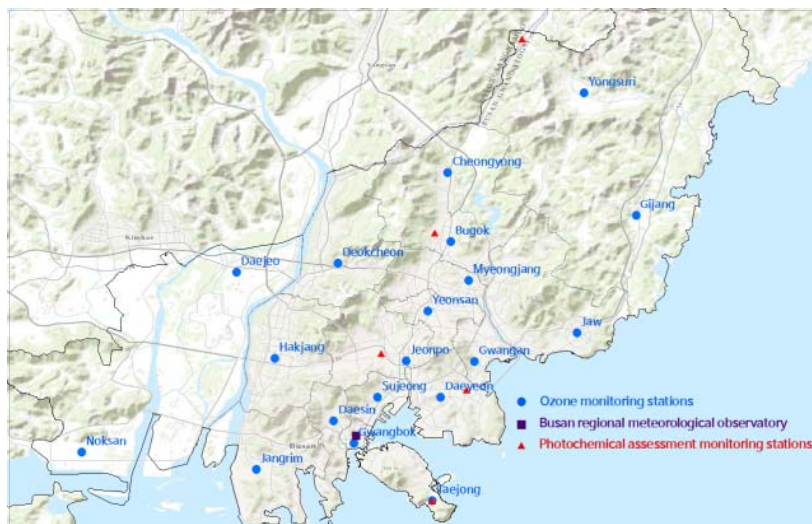 Yongsuri
Cheongyong
Gijang
Bugok
Deokcheon
Daejeo
Myeongjang
Yeonsan
Jaw
Hakjang
Jeonpo
Gwangan
Sujeong
Daeyeon
Ozone monitoring stations
Daesin
Busan regional meteorological observatory
Gwangbok
Noksan
Photochemical assessment monitoring stations
Jangrim
Taejong